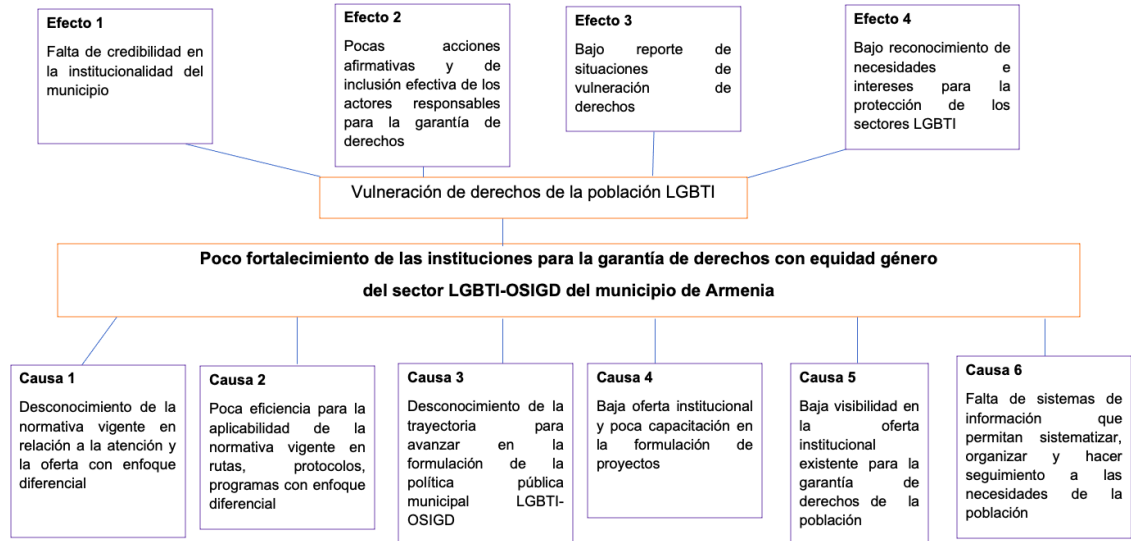 Efecto 1
Falta de credibilidad en
la institucionalidad del
municipio
Efecto 2
Pocas acciones
afirmativas y de
inclusión efectiva de los
actores responsables
para la garantía de
derechos
Efecto 3
Bajo reporte de
situaciones de
vulneración de
derechos
Efecto 4
Bajo reconocimiento de
necesidades e
intereses para la
protección de los
sectores LGBTI
Vulneración de derechos de la población LGBTI
Poco fortalecimiento de las instituciones para la garantía de derechos con equidad género
del sector LGBTI-OSIGD del municipio de Armenia
Causa 1
Desconocimiento de la
normativa vigente en
relación a la atención y
la oferta con enfoque
diferencial
Causa 2
Poca eficiencia para la
aplicabilidad de la
normativa vigente en
rutas, protocolos,
programas con enfoque
diferencial
Causa 3
Desconocimiento de la
trayectoria para
avanzar en la
formulación de la
política pública
municipal LGBTI-
OSIGD
Causa 4
Baja oferta institucional
y poca capacitación en
la formulación de
proyectos
Causa 5
Baja visibilidad en
la oferta
institucional
existente para la
garantía de
derechos de la
población
Causa 6
Falta de sistemas de
información que
permitan sistematizar,
organizar y hacer
seguimiento a las
necesidades de la
población